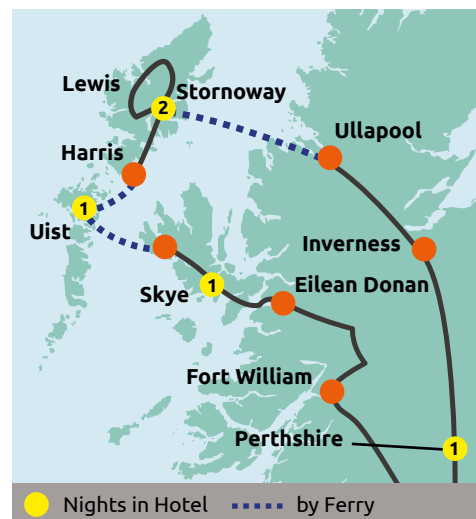 Lewis
Stornoway
2
Ullapool
Harris
1
Uist
Inverness
Skye
1
Eilean Donan
Fort William
Perthshire
1
Nights in Hotel
by Ferry